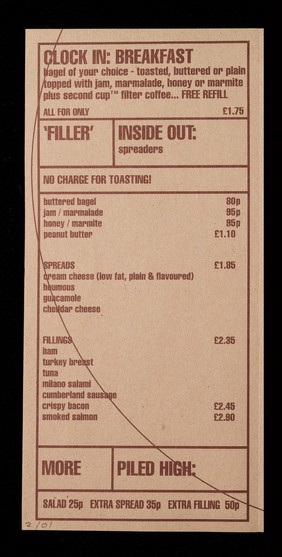 CLOCK IN: BREAKFAST
bagel of your choice - toasted, buttered or plain
topped with jam, marmalade, honey or marmite
plus second cup™ filter coffee... FREE REFILL
ALL FOR ONLY £1.75
'FILLER' INSIDE OUT:
spreaders
NO CHARGE FOR TOASTING!
buttered bagel 80p
jam / marmalade 95p
honey / marmite 95p
peanut butter £1.10
SPREADS £1.85
cream cheese (low fat, plain & flavoured)
houmous
guacamole
cheddar cheese
FILLINGS £2.35
ham
turkey breast
tuna
milano salami
cumberland sausage
crispy bacon £2.45
smoked salmon £2.90
MORE PILED HIGH:
SALAD 25p EXTRA SPREAD 35p EXTRA FILLING 50p
2/01